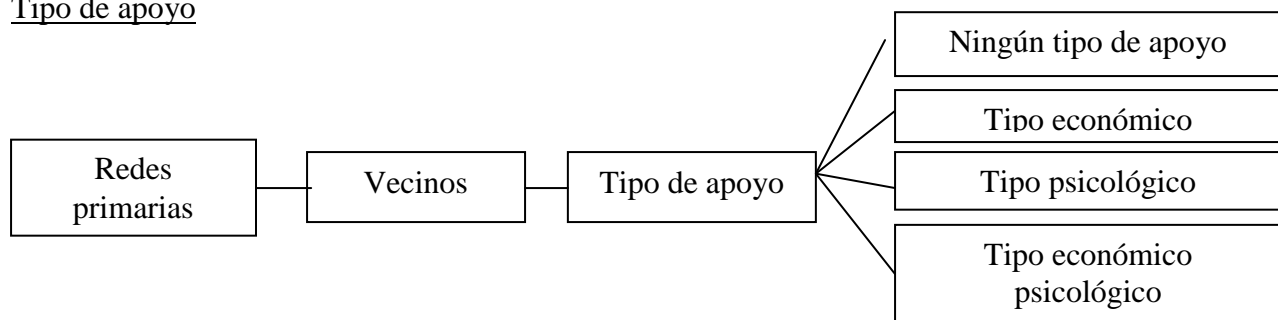 Tipo de apoyo
Redes
primarias
Vecinos
Tipo de apoyo
Ningún tipo de apoyo
Tipo económico
Tipo psicológico
Tipo económico
psicológico